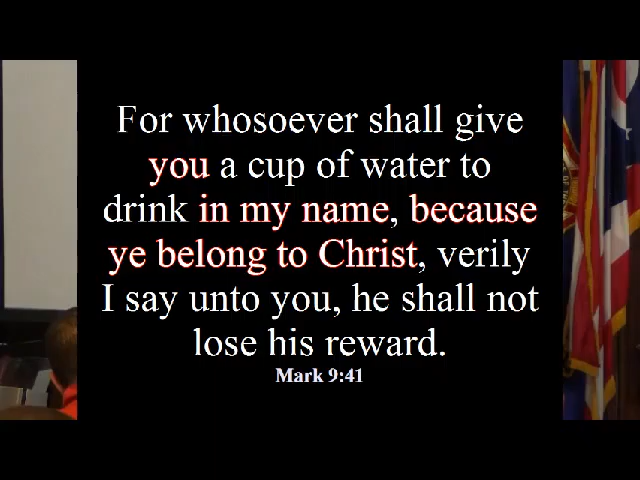 For whosoever shall give
you a cup of water to
drink in my name, because
ye belong to Christ, verily
I say unto you, he shall not
lose his reward.
Mark 9:41